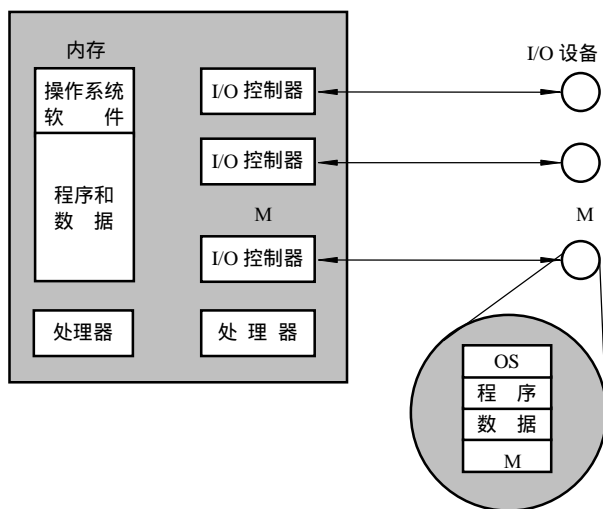 内存
操作系统
软 件
程序和
数 据
处理器
I/O 控制器
I/O 控制器
M
I/O 控制器
处 理 器
I/O 设备
M
OS
程 序
数 据
M